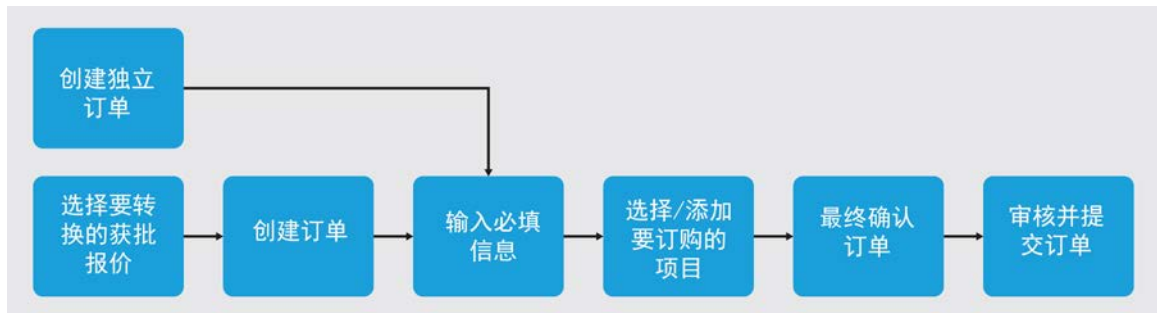 创建独立
订单
选择要转
换的获批
报价
创建订单
输入必填
信息
选择/添加
要订购的
项目
最终确认
订单
审核并提
交订单